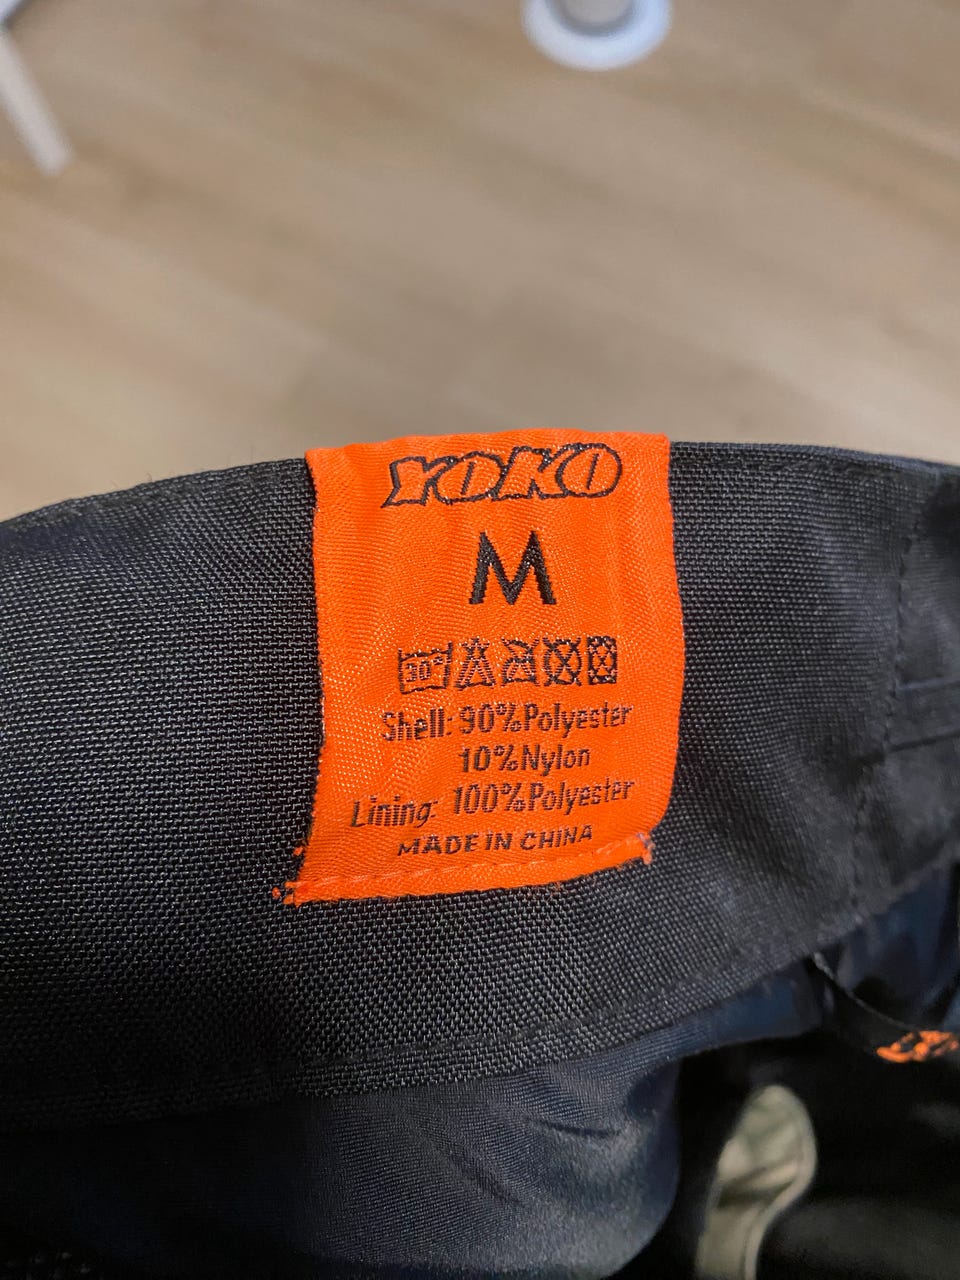 YOKO
M
30°
Shell: 90%Polyester
10%Nylon
Lining: 100%Polyester
MADE IN CHINA